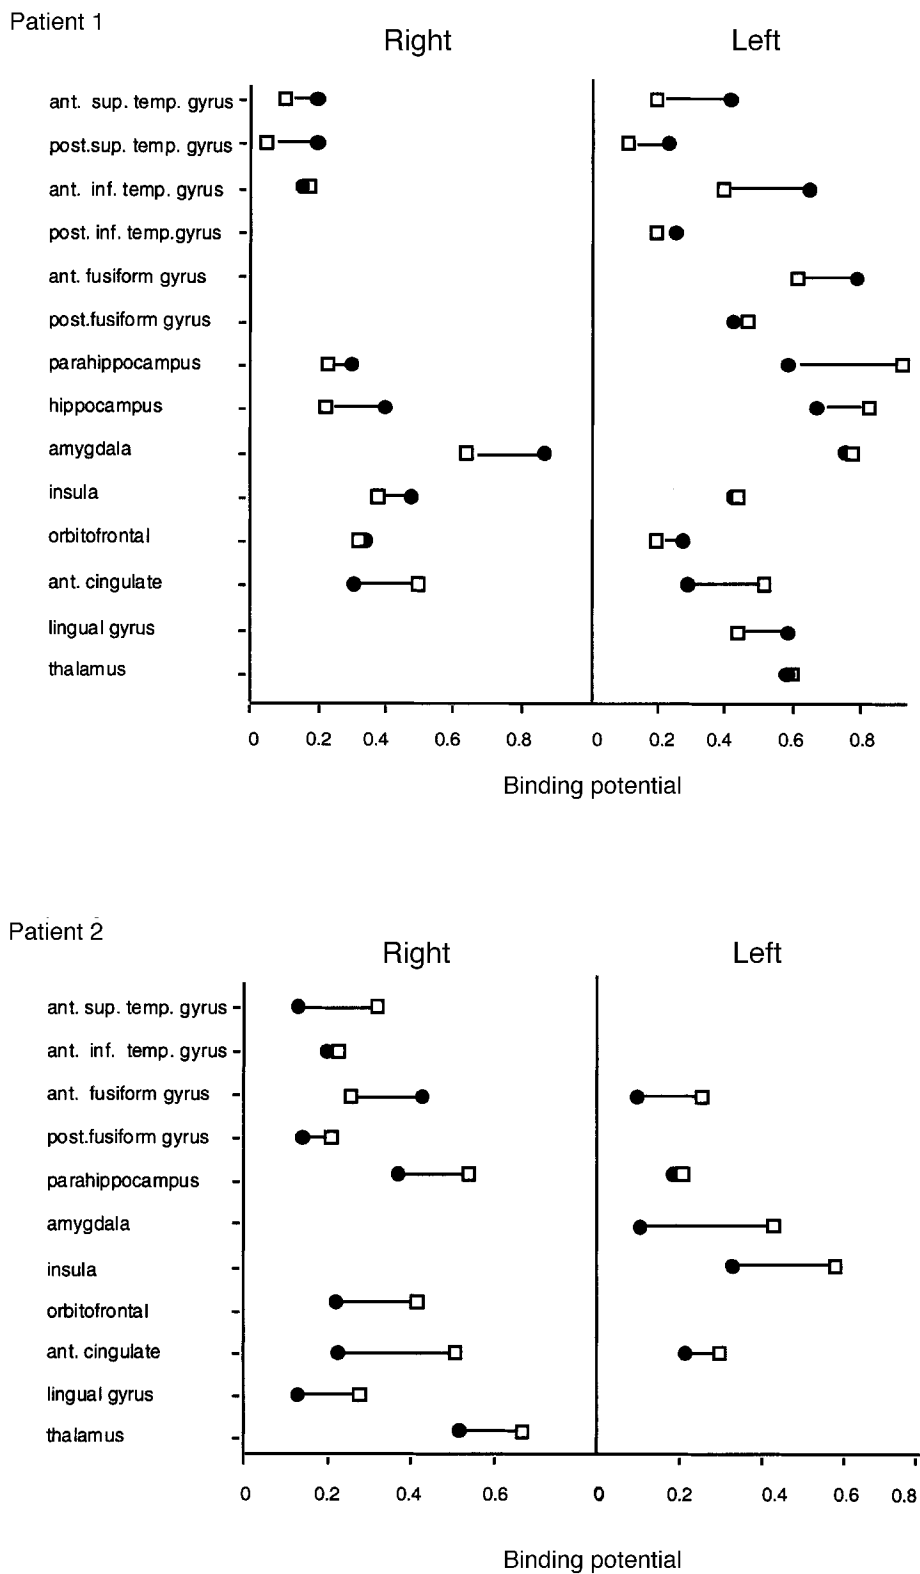 Patient 1
Right Left
ant. sup. temp. gyrus
post.sup. temp. gyrus
ant. inf. temp. gyrus
post. inf. temp.gyrus
ant. fusiform gyrus
post.fusiform gyrus
parahippocampus
hippocampus
amygdala
insula
orbitofrontal
ant. cingulate
lingual gyrus
thalamus
0 0.2 0.4 0.6 0.8 0 0.2 0.4 0.6 0.8
Binding potential
Patient 2
Right Left
ant. sup. temp. gyrus
ant. inf. temp. gyrus
ant. fusiform gyrus
post.fusiform gyrus
parahippocampus
amygdala
insula
orbitofrontal
ant. cingulate
lingual gyrus
thalamus
0 0.2 0.4 0.6 0 0.2 0.4 0.6 0.8
Binding potential